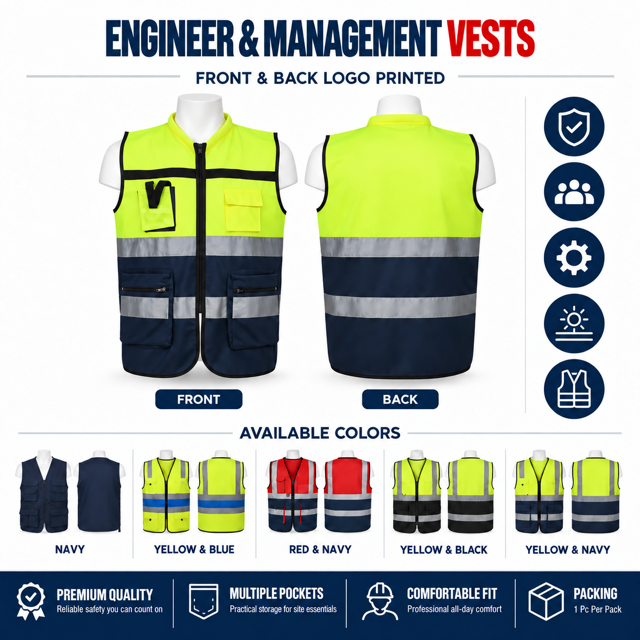 ENGINEER & MANAGEMENT VESTS
FRONT & BACK LOGO PRINTED
FRONT
BACK
AVAILABLE COLORS
NAVY
YELLOW & BLUE
RED & NAVY
YELLOW & BLACK
YELLOW & NAVY
PREMIUM QUALITY
Reliable safety you can count on
MULTIPLE POCKETS
Practical storage for site essentials
COMFORTABLE FIT
Professional all-day comfort
PACKING
1 Pc Per Pack